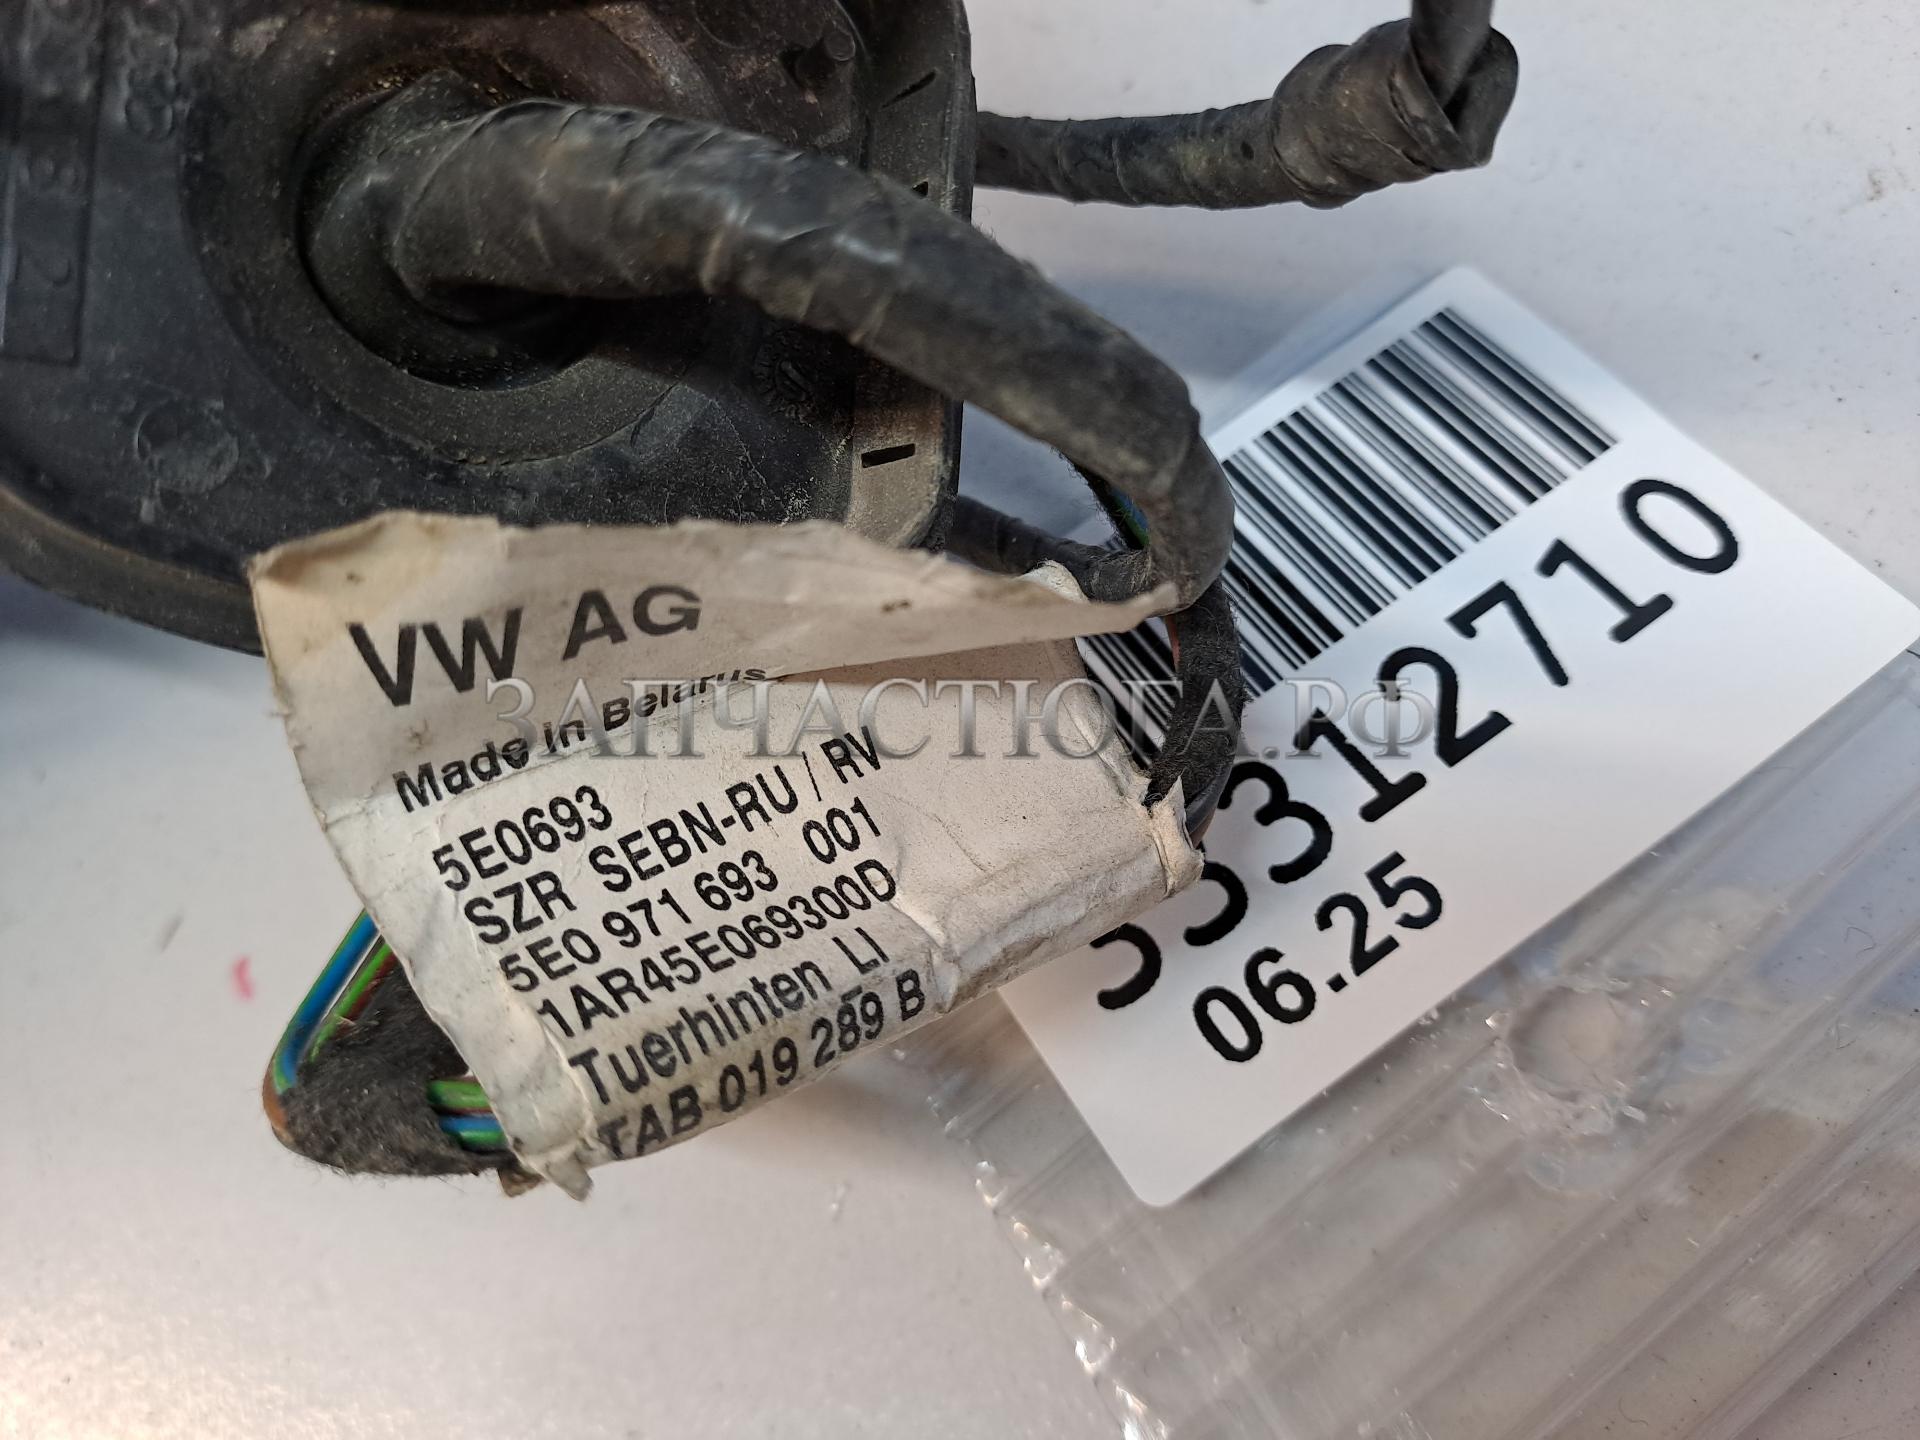 VW AG
Made in Belarus
5E0693
SZR SEBN-RU / RV
5E0 971 693 001
1AR45E069300D
Tuerhinten LI
TAB 019 289 B
ЗАПЧАСТЮГА.РФ
3312710
06.25